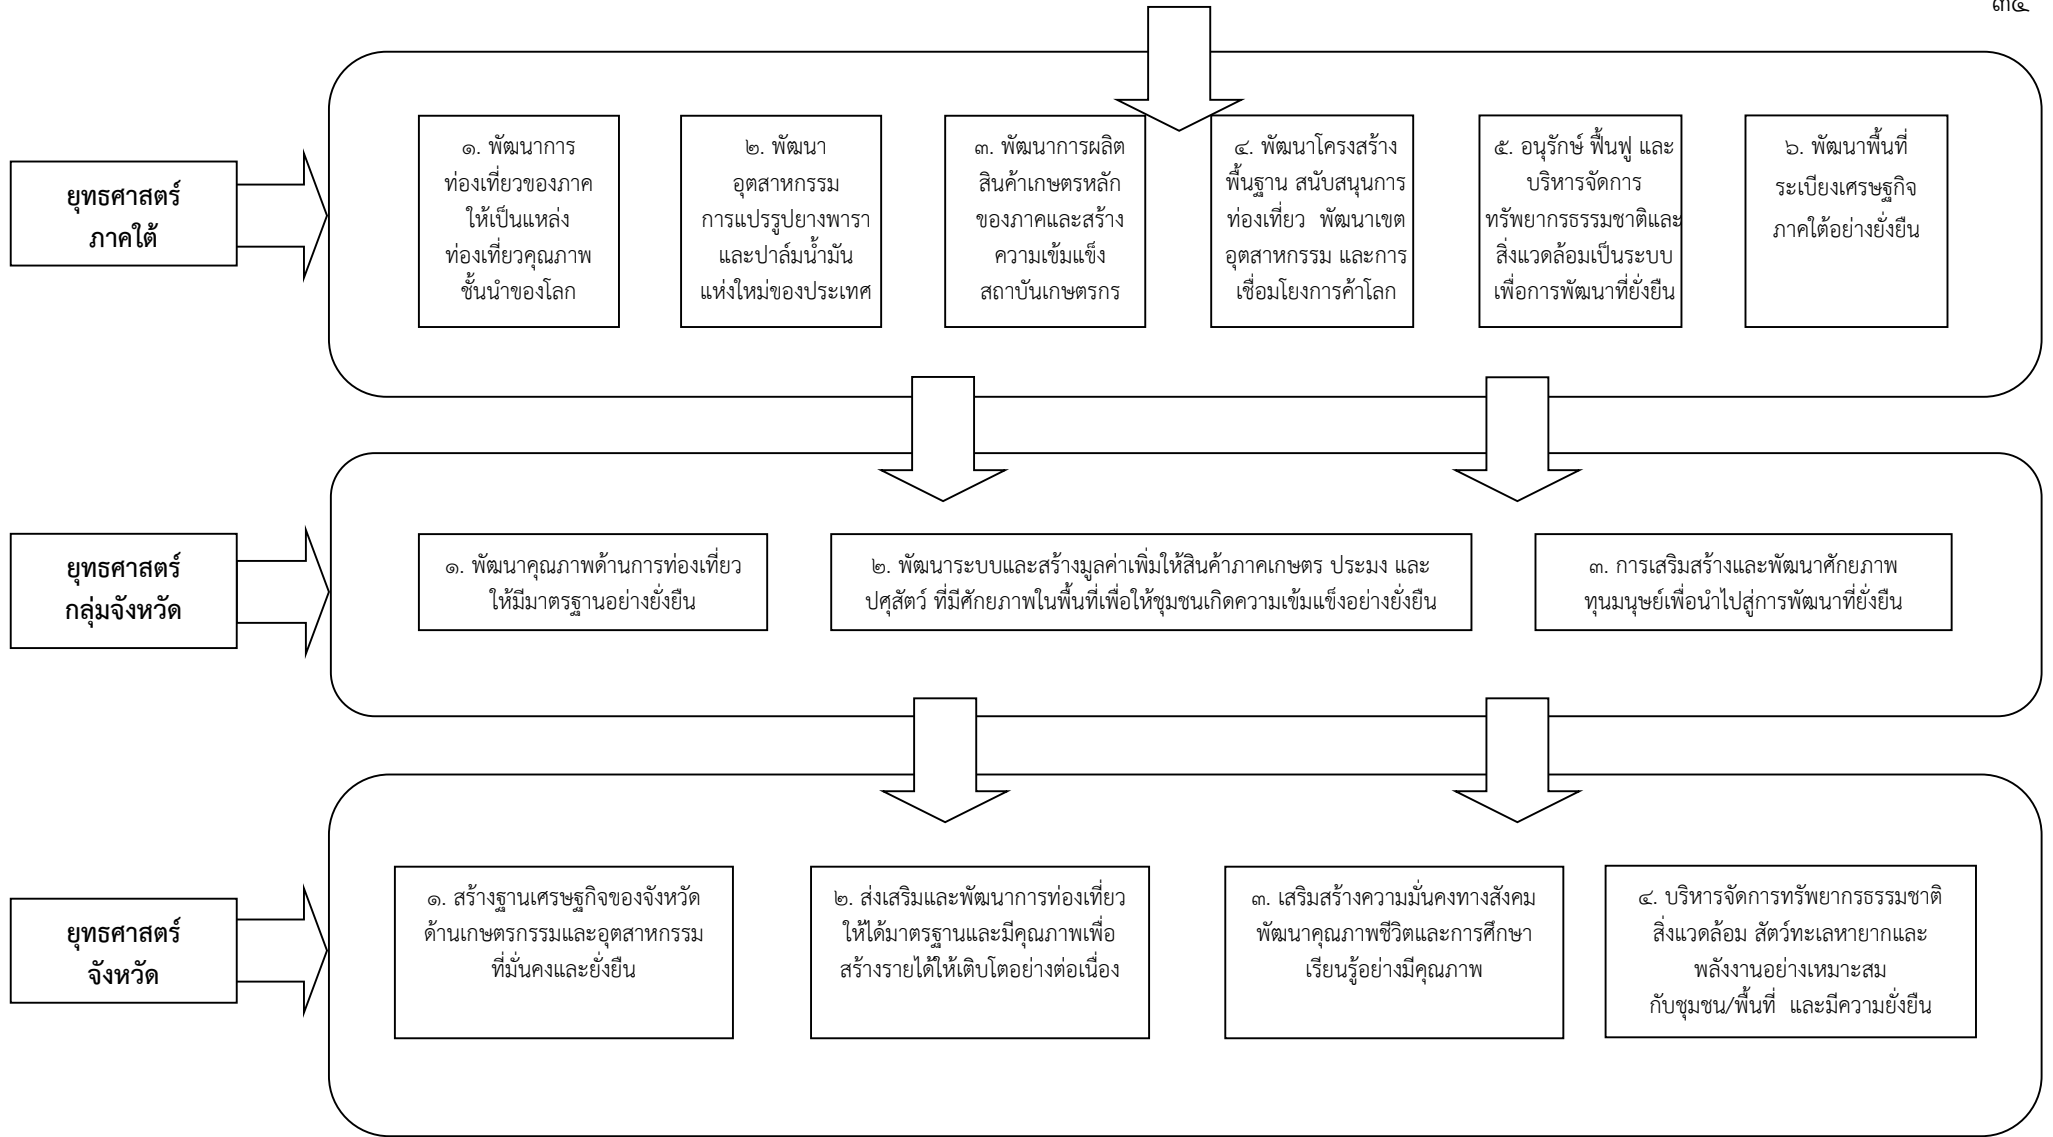 ๓๔
ยุทธศาสตร์
ภาคใต้
๑. พัฒนาการ
ท่องเที่ยวของภาค
ให้เป็นแหล่ง
ท่องเที่ยวคุณภาพ
ชั้นนำของโลก
๒. พัฒนา
อุตสาหกรรม
การแปรรูปยางพารา
และปาล์มน้ำมัน
แห่งใหม่ของประเทศ
๓. พัฒนาการผลิต
สินค้าเกษตรหลัก
ของภาคและสร้าง
ความเข้มแข็ง
สถาบันเกษตรกร
๔. พัฒนาโครงสร้าง
พื้นฐาน สนับสนุนการ
ท่องเที่ยว พัฒนาเขต
อุตสาหกรรม และการ
เชื่อมโยงการค้าโลก
๕. อนุรักษ์ ฟื้นฟู และ
บริหารจัดการ
ทรัพยากรธรรมชาติและ
สิ่งแวดล้อมเป็นระบบ
เพื่อการพัฒนาที่ยั่งยืน
๖. พัฒนาพื้นที่
ระเบียงเศรษฐกิจ
ภาคใต้อย่างยั่งยืน
ยุทธศาสตร์
กลุ่มจังหวัด
๑. พัฒนาคุณภาพด้านการท่องเที่ยว
ให้มีมาตรฐานอย่างยั่งยืน
๒. พัฒนาระบบและสร้างมูลค่าเพิ่มให้สินค้าภาคเกษตร ประมง และ
ปศุสัตว์ ที่มีศักยภาพในพื้นที่เพื่อให้ชุมชนเกิดความเข้มแข็งอย่างยั่งยืน
๓. การเสริมสร้างและพัฒนาศักยภาพ
ทุนมนุษย์เพื่อนำไปสู่การพัฒนาที่ยั่งยืน
ยุทธศาสตร์
จังหวัด
๑. สร้างฐานเศรษฐกิจของจังหวัด
ด้านเกษตรกรรมและอุตสาหกรรม
ที่มั่นคงและยั่งยืน
๒. ส่งเสริมและพัฒนาการท่องเที่ยว
ให้ได้มาตรฐานและมีคุณภาพเพื่อ
สร้างรายได้ให้เติบโตอย่างต่อเนื่อง
๓. เสริมสร้างความมั่นคงทางสังคม
พัฒนาคุณภาพชีวิตและการศึกษา
เรียนรู้อย่างมีคุณภาพ
๔. บริหารจัดการทรัพยากรธรรมชาติ
สิ่งแวดล้อม สัตว์ทะเลหายากและ
พลังงานอย่างเหมาะสม
กับชุมชน/พื้นที่ และมีความยั่งยืน